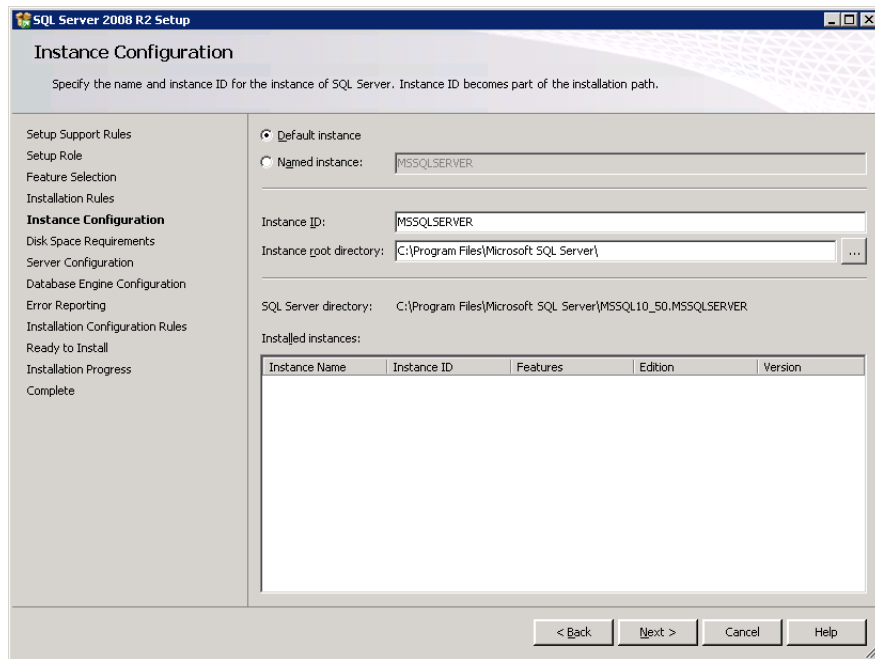 SQL Server 2008 R2 Setup
Instance Configuration
Specify the name and instance ID for the instance of SQL Server. Instance ID becomes part of the installation path.
Setup Support Rules
Setup Role
Feature Selection
Installation Rules
Instance Configuration
Disk Space Requirements
Server Configuration
Database Engine Configuration
Error Reporting
Installation Configuration Rules
Ready to Install
Installation Progress
Complete
Default instance
Named instance: MSSQLSERVER
Instance ID: MSSQLSERVER
Instance root directory: C:\Program Files\Microsoft SQL Server\ ...
SQL Server directory: C:\Program Files\Microsoft SQL Server\MSSQL10_50.MSSQLSERVER
Installed instances:
Instance Name Instance ID Features Edition Version
< Back Next > Cancel Help